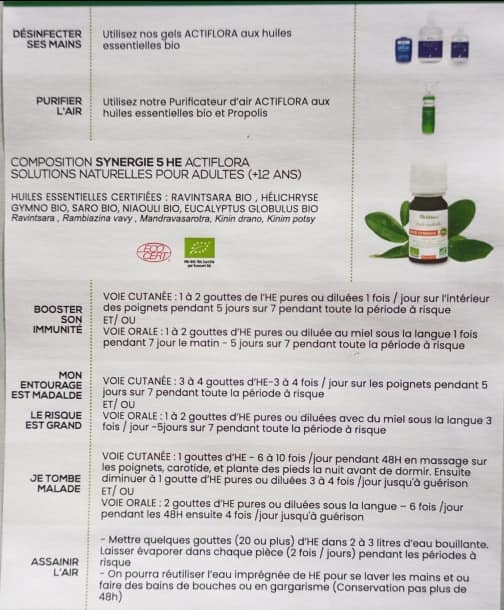 DÉSINFECTER
SES MAINS
Utilisez nos gels ACTIFLORA aux huiles
essentielles bio
PURIFIER
L'AIR
Utilisez notre Purificateur d'air ACTIFLORA aux
huiles essentielles bio et Propolis
COMPOSITION SYNERGIE 5 HE ACTIFLORA
SOLUTIONS NATURELLES POUR ADULTES (+12 ANS)
HUILES ESSENTIELLES CERTIFIÉES : RAVINTSARA BIO , HÉLICHRYSE
GYMNO BIO, SARO BIO, NIAOULI BIO, EUCALYPTUS GLOBULUS BIO
Ravintsara , Rambiazina vavy , Mandravasarotra, Kinin drano, Kinim potsy
ECO
CERT
BOOSTER
SON
IMMUNITÉ
VOIE CUTANÉE : 1 à 2 gouttes de l'HE pures ou diluées 1 fois / jour sur l'intérieur
des poignets pendant 5 jours sur 7 pendant toute la période à risque
ET/ OU
VOIE ORALE : 1 à 2 gouttes d'HE pure ou diluée au miel sous la langue 1 fois
pendant 7 jour le matin - 5 jours sur 7 pendant toute la période à risque
MON
ENTOURAGE
EST MADALDE
LE RISQUE
EST GRAND
VOIE CUTANÉE : 3 à 4 gouttes d'HE-3 à 4 fois / jour sur les poignets pendant 5
jours sur 7 pendant toute la période à risque
ET/ OU
VOIE ORALE : 1 à 2 gouttes d'HE pures ou diluées avec du miel sous la langue 3
fois / jour -5jours sur 7 pendant toute la période à risque
JE TOMBE
MALADE
VOIE CUTANÉE : 1 gouttes d'HE - 6 à 10 fois /jour pendant 48H en massage sur
les poignets, carotide, et plante des pieds la nuit avant de dormir. Ensuite
diminuer à 1 goutte d'HE pures ou diluées 3 à 4 fois /jour jusqu'à guérison
ET/ OU
VOIE ORALE : 2 gouttes d'HE pures ou diluées sous la langue – 6 fois /jour
pendant les 48H ensuite 4 fois /jour jusqu'à guérison
ASSAINIR
L'AIR
- Mettre quelques gouttes (20 ou plus) d'HE dans 2 à 3 litres d'eau bouillante.
Laisser évaporer dans chaque pièce (2 fois / jours) pendant les périodes à
risque
- On pourra réutiliser l'eau imprégnée de HE pour se laver les mains et ou
faire des bains de bouches ou en gargarisme (Conservation pas plus de
48h)